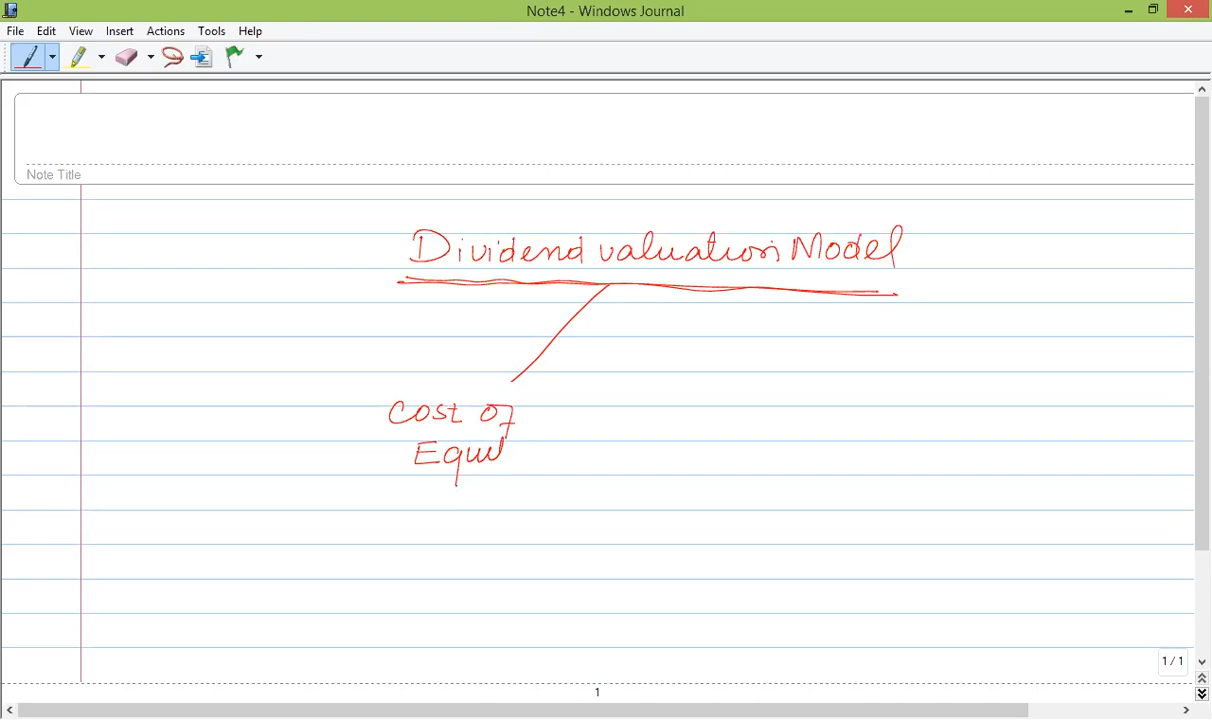 Note4 - Windows Journal
File Edit View Insert Actions Tools Help
Note Title
Dividend valuation Model
Cost of
Equi
1 / 1
1